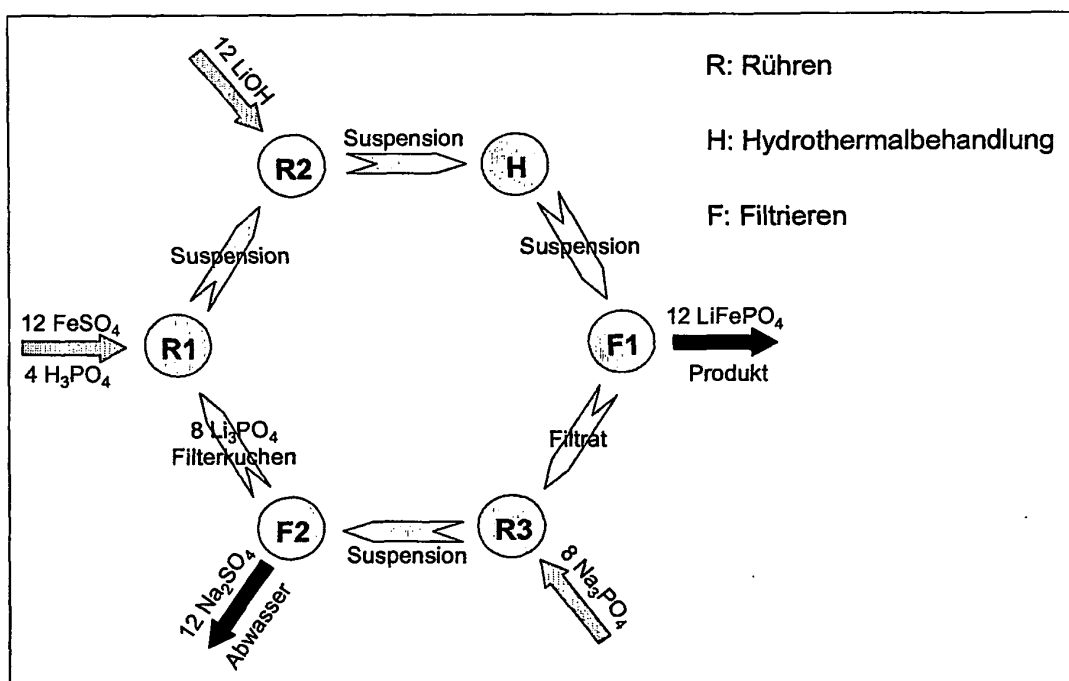 12 LiOH
R: Rühren
Suspension
R2
H
H: Hydrothermalbehandlung
F: Filtrieren
Suspension
Suspension
12 FeSO₄
R1
4 H₃PO₄
F1
12 LiFePO₄
Produkt
8 Li₃PO₄
Filterkuchen
Filtrat
F2
Suspension
R3
12 Na₂SO₄
Abwasser
8 Na₃PO₄